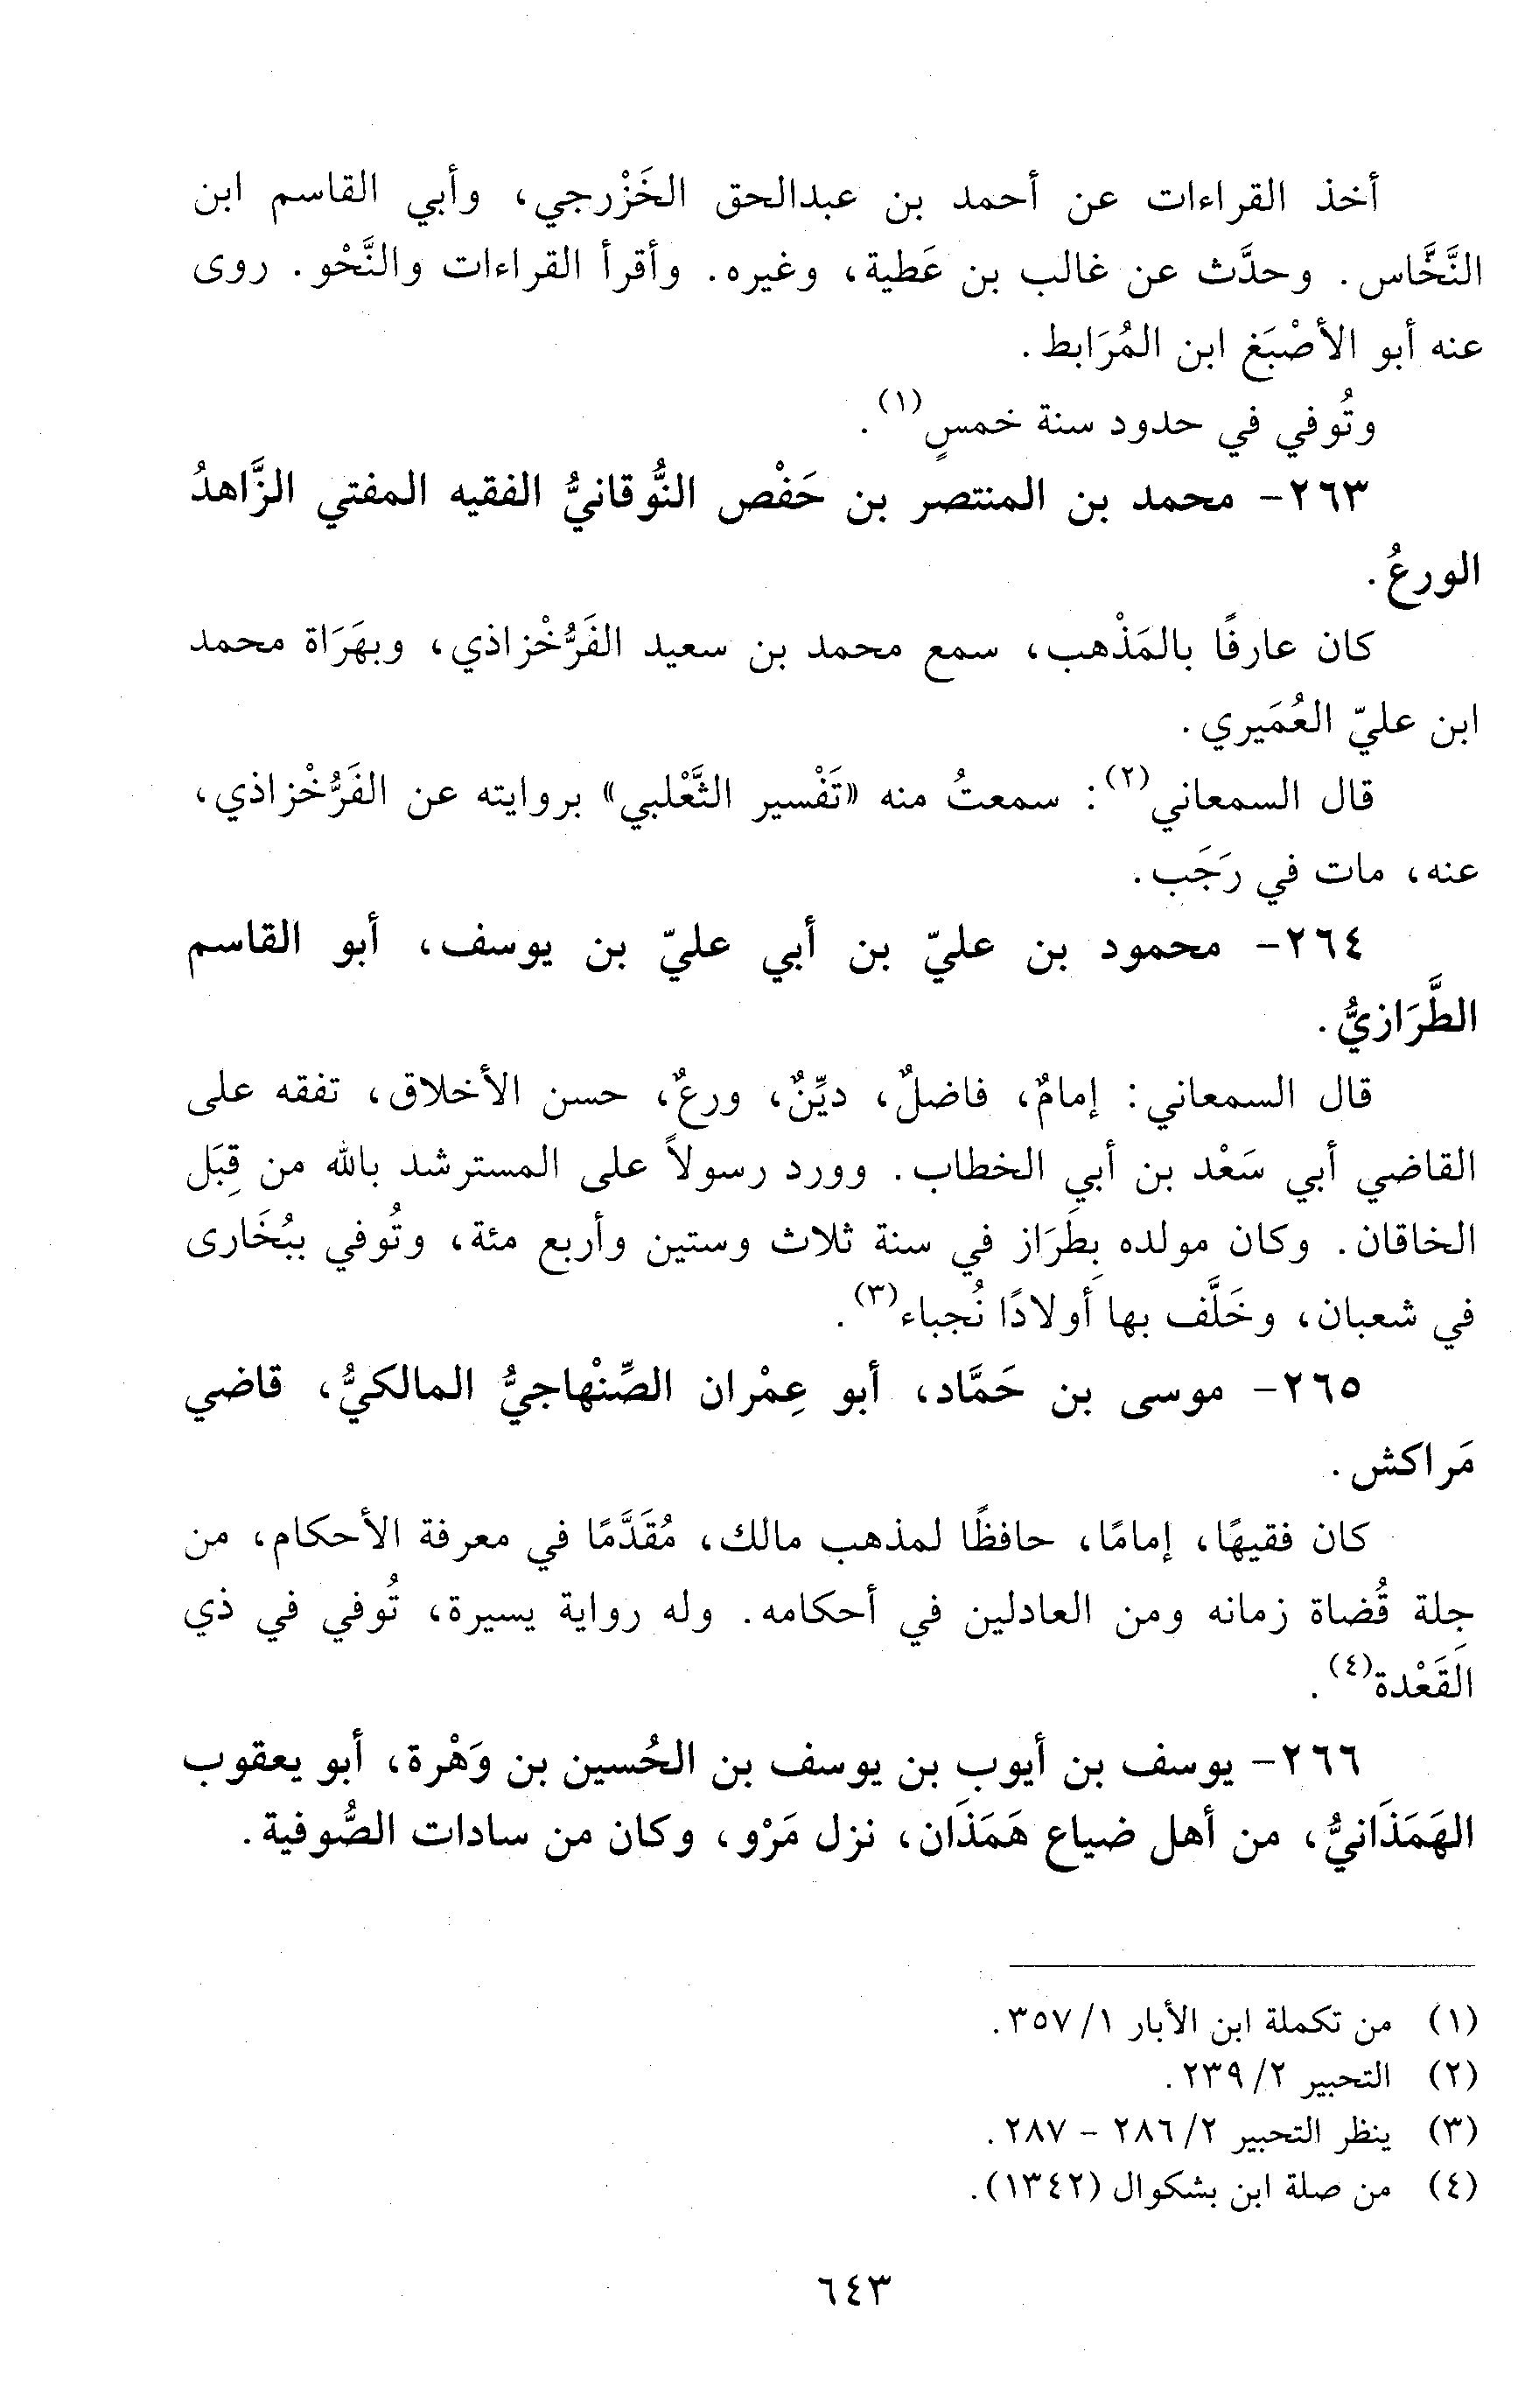 أخذ القراءات عن أحمد بن عبدالحق الخَزْرجي، وأبي القاسم ابن
النَّخَّاس. وحدَّث عن غالب بن عَطية، وغيره. وأقرأ القراءات والنَّحْو. روى
عنه أبو الأصْبَغ ابن المُرَابط.
وتُوفي في حدود سنة خمسٍ(١).
٢٦٣- محمد بن المنتصر بن حَفْص النُّوقانيُّ الفقيه المفتي الزَّاهدُ
الورعُ.
كان عارفًا بالمَذْهب، سمع محمد بن سعيد الفَرُّخْزاذي، وبهَرَاة محمد
ابن عليّ العُمَيري.
قال السمعاني(٢): سمعتُ منه «تَفْسير الثَّعْلبي» بروايته عن الفَرُّخْزاذي،
عنه، مات في رَجَب.
٢٦٤- محمود بن عليّ بن أبي عليّ بن يوسف، أبو القاسم
الطَّرَازيُّ.
قال السمعاني: إمامٌ، فاضلٌ، ديِّنٌ، ورعٌ، حسن الأخلاق، تفقه على
القاضي أبي سَعْد بن أبي الخطاب. وورد رسولاً على المسترشد بالله من قِبَل
الخاقان. وكان مولده بِطَرَاز في سنة ثلاث وستين وأربع مئة، وتُوفي ببُخَارى
في شعبان، وخَلَّف بها أولادًا نُجباء(٣).
٢٦٥- موسى بن حَمَّاد، أبو عِمْران الصِّنْهاجيُّ المالكيُّ، قاضي
مَراكش.
كان فقيهًا، إمامًا، حافظًا لمذهب مالك، مُقَدَّمًا في معرفة الأحكام، من
جِلة قُضاة زمانه ومن العادلين في أحكامه. وله رواية يسيرة، تُوفي في ذي
القَعْدة(٤).
٢٦٦- يوسف بن أيوب بن يوسف بن الحُسين بن وَهْرة، أبو يعقوب
الهَمَذَانيُّ، من أهل ضياع هَمَذَان، نزل مَرْو، وكان من سادات الصُّوفية.
(١) من تكملة ابن الأبار ١/ ٣٥٧.
(٢) التحبير ٢/ ٢٣٩.
(٣) ينظر التحبير ٢/ ٢٨٦ - ٢٨٧.
(٤) من صلة ابن بشكوال (١٣٤٢).
٦٤٣